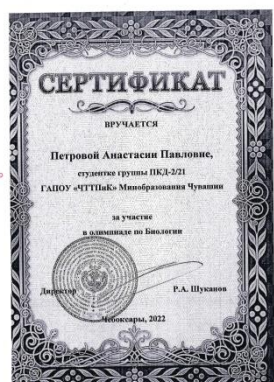 СЕРТИФИКАТ
ВРУЧАЕТСЯ
Петровой Анастасии Павловне,
студентке группы ПКД-2/21
ГАПОУ «ЧТТПиК» Минобразования Чувашии
за участие
в олимпиаде по Биологии
Директор Р.А. Шуканов
Чебоксары, 2022